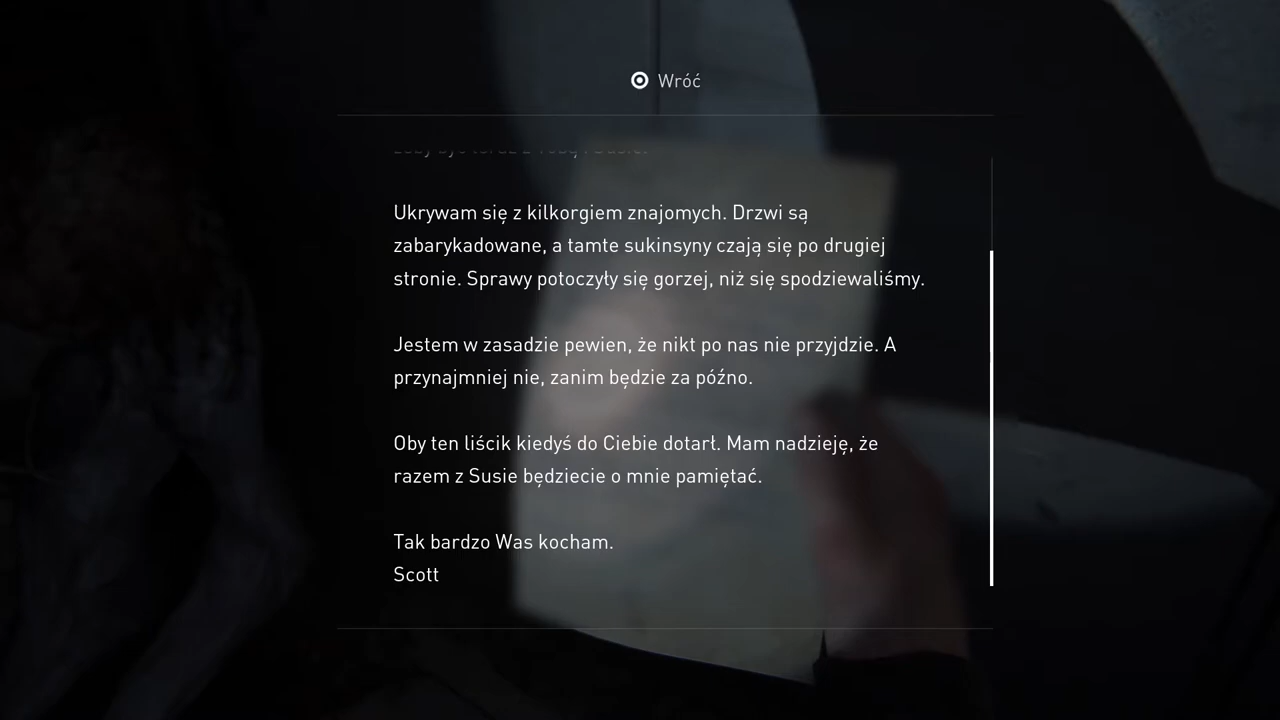 Wróć
Ukrywam się z kilkorgiem znajomych. Drzwi są
zabarykadowane, a tamte sukinsyny czają się po drugiej
stronie. Sprawy potoczyły się gorzej, niż się spodziewaliśmy.
Jestem w zasadzie pewien, że nikt po nas nie przyjdzie. A
przynajmniej nie, zanim będzie za późno.
Oby ten liścik kiedyś do Ciebie dotarł. Mam nadzieję, że
razem z Susie będziecie o mnie pamiętać.
Tak bardzo Was kocham.
Scott